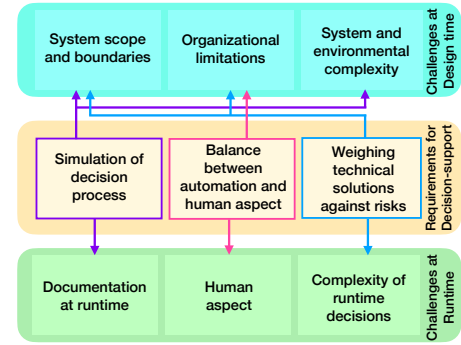 System scope
and boundaries
Organizational
limitations
System and
environmental
complexity
Challenges at
Design time
Simulation of
decision
process
Balance
between
automation and
human aspect
Weighing
technical
solutions
against risks
Requirements for
Decision-support
Documentation
at runtime
Human
aspect
Complexity of
runtime
decisions
Challenges at
Runtime